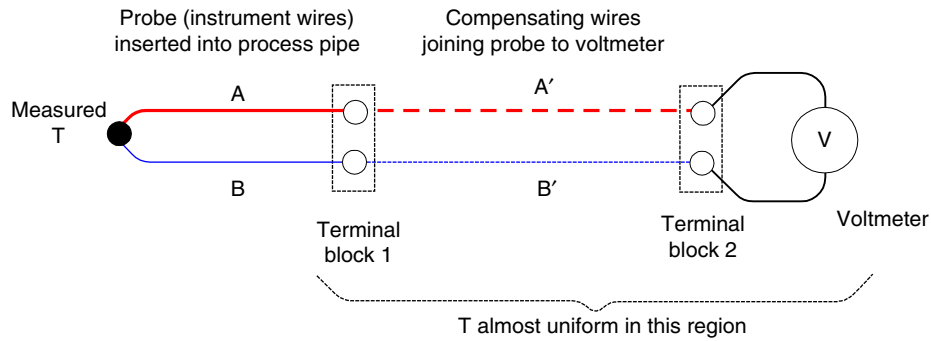 Probe (instrument wires)
inserted into process pipe
Compensating wires
joining probe to voltmeter
Measured
T
A
A′
B
B′
V
Terminal
block 1
Terminal
block 2
Voltmeter
T almost uniform in this region